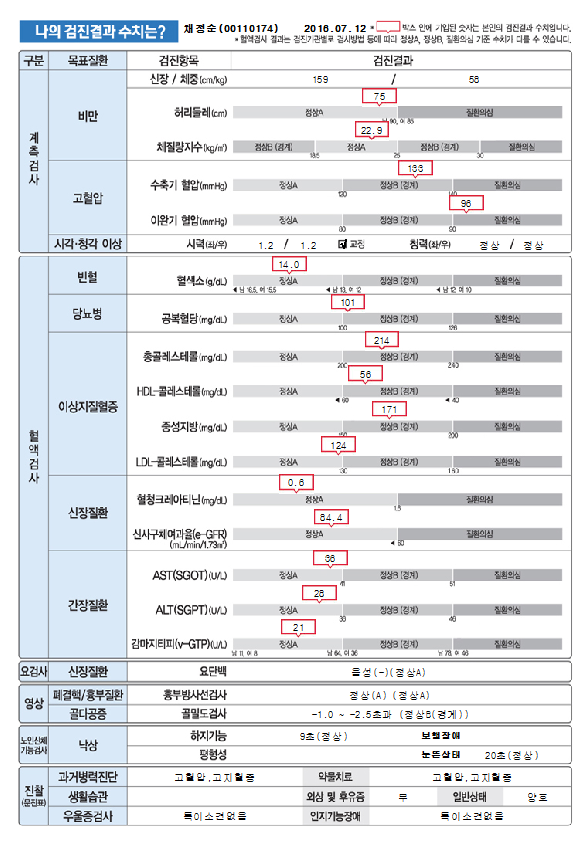 나의 검진결과 수치는? 채정순(00110174) 2016.07.12 * 박스 안에 기입된 숫자는 본인의 검진결과 수치입니다.
* 혈액검사 결과는 검진기관별로 검사방법 등에 따라 정상A, 정상B, 질환의심 기준 수치가 다를 수 있습니다.
구분 목표질환 검진항목 검진결과
계측검사
비만 신장 / 체중(cm/kg) 159 / 58
75
허리둘레(cm) 정상A 질환의심
남 90, 여 85
22.9
체질량지수(kg/㎡) 정상B (경계) 정상A 정상B (경계) 질환의심
18.5 25 30
고혈압
133
수축기 혈압(mmHg) 정상A 정상B (경계) 질환의심
120 140
96
이완기 혈압(mmHg) 정상A 정상B (경계) 질환의심
80 90
시각·청각 이상 시력(좌/우) 1.2 / 1.2 교정 청력(좌/우) 정상 / 정상
혈액검사
14.0
빈혈 혈색소(g/dL) 정상A 정상B (경계) 질환의심
◀ 남 16.5, 여 15.5 ◀ 남 13, 여 12 ◀ 남 12 여 10
101
당뇨병 공복혈당(mg/dL) 정상A 정상B (경계) 질환의심
100 126
이상지질혈증
214
총콜레스테롤(mg/dL) 정상A 정상B (경계) 질환의심
200 240
56
HDL-콜레스테롤(mg/dL) 정상A 정상B (경계) 질환의심
◀ 60 ◀ 40
171
중성지방(mg/dL) 정상A 정상B (경계) 질환의심
200
124
LDL-콜레스테롤(mg/dL) 정상A 정상B (경계) 질환의심
130 160
신장질환
0.6
혈청크레아티닌(mg/dL) 정상A 질환의심
1.5
84.4
신사구체여과율(e-GFR) 정상A 질환의심
(mL/min/1.73㎡) ◀ 60
간장질환
36
AST(SGOT)(U/L) 정상A 정상B (경계) 질환의심
41 51
28
ALT(SGPT)(U/L) 정상A 정상B (경계) 질환의심
46
21
감마지티피(γ-GTP)(U/L) 정상A 정상B (경계) 질환의심
남 11, 여 8 남 64, 여 36 남 78, 여 46
요검사 신장질환 요단백 음성(-)(정상A)
영상 폐결핵/흉부질환 흉부방사선검사 정상(A) (정상A)
골다공증 골밀도검사 -1.0 ~ -2.5초과 (정상B(경계))
노인신체기능검사 낙상 하지기능 9초(정상) 보행장애
평형성 눈뜬상태 20초(정상)
진찰(문진표) 과거병력진단 고혈압,고지혈증 약물치료 고혈압,고지혈증
생활습관 외상 및 후유증 무 일반상태 양호
우울증검사 특이소견없음 인지기능장애 특이소견없음